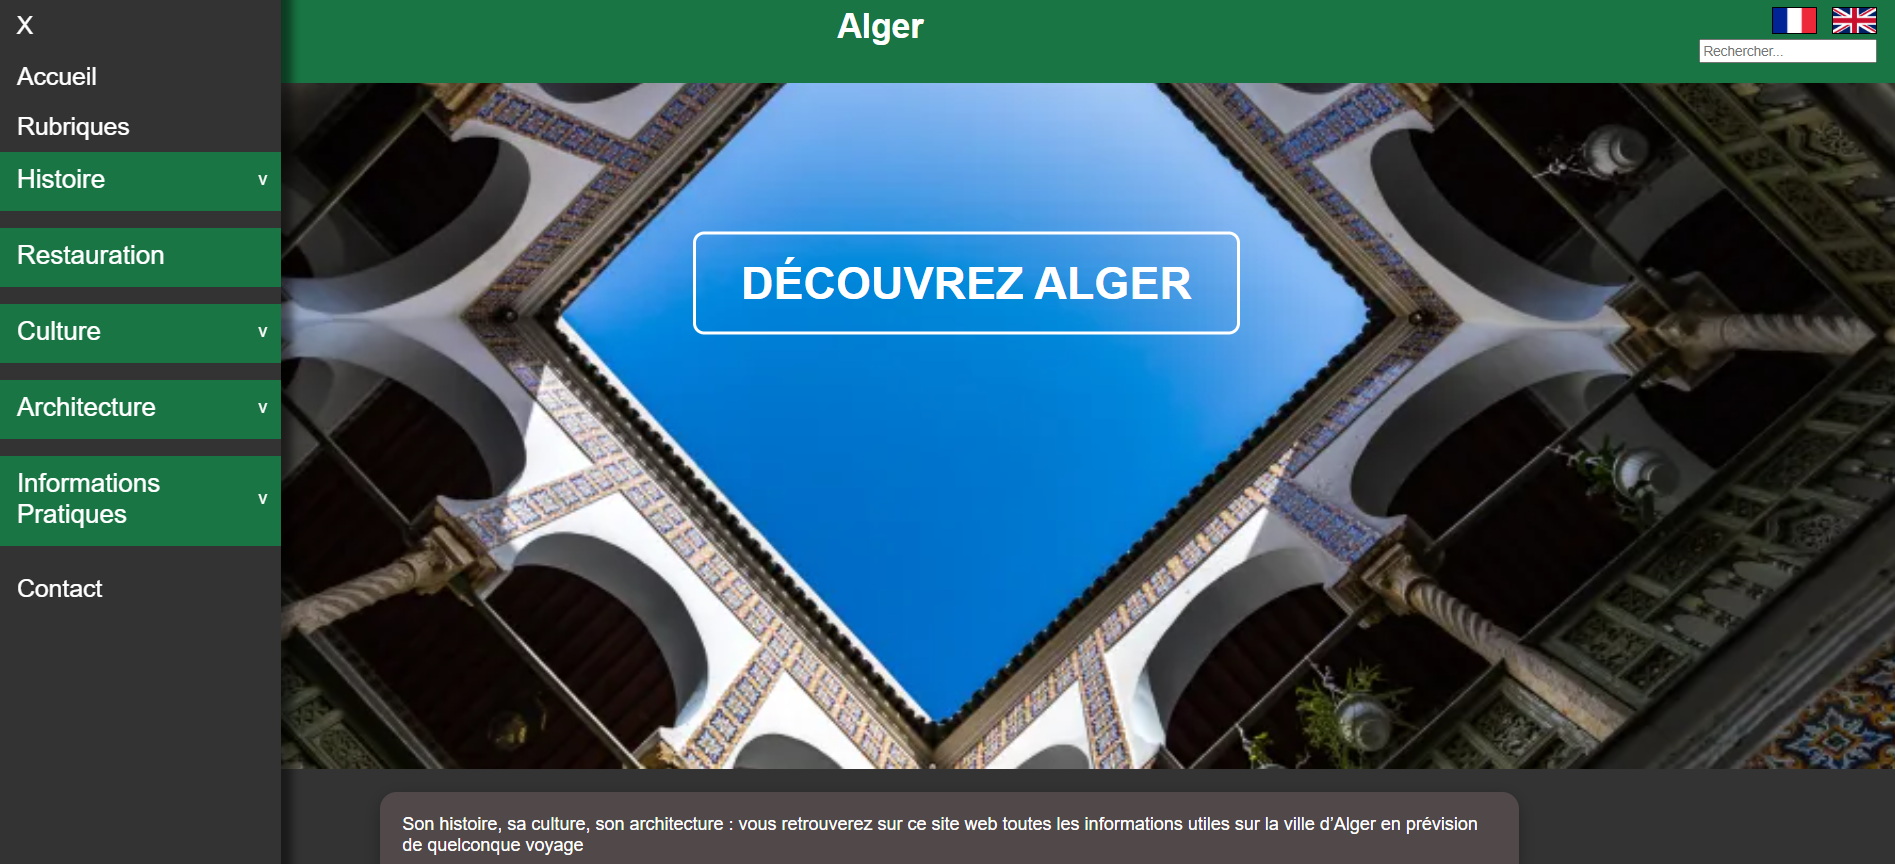 X
Accueil
Rubriques
Histoire v
Restauration
Culture v
Architecture v
Informations
Pratiques v
Contact
Alger
Rechercher...
DÉCOUVREZ ALGER
Son histoire, sa culture, son architecture : vous retrouverez sur ce site web toutes les informations utiles sur la ville d’Alger en prévision
de quelconque voyage